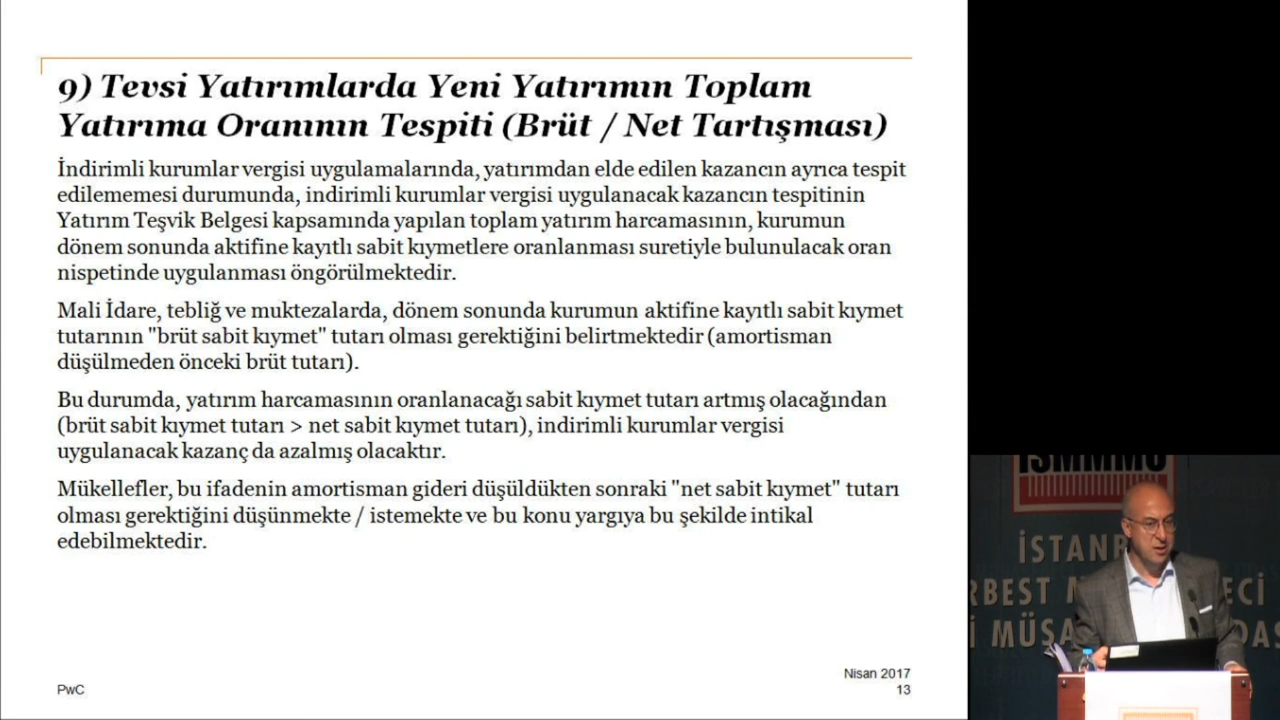 9) Tevsi Yatırımlarda Yeni Yatırımın Toplam
Yatırıma Oranının Tespiti (Brüt / Net Tartışması)
İndirimli kurumlar vergisi uygulamalarında, yatırımdan elde edilen kazancın ayrıca tespit
edilememesi durumunda, indirimli kurumlar vergisi uygulanacak kazancın tespitinin
Yatırım Teşvik Belgesi kapsamında yapılan toplam yatırım harcamasının, kurumun
dönem sonunda aktifine kayıtlı sabit kıymetlere oranlanması suretiyle bulunulacak oran
nispetinde uygulanması öngörülmektedir.
Mali İdare, tebliğ ve muktezalarda, dönem sonunda kurumun aktifine kayıtlı sabit kıymet
tutarının "brüt sabit kıymet" tutarı olması gerektiğini belirtmektedir (amortisman
düşülmeden önceki brüt tutarı).
Bu durumda, yatırım harcamasının oranlanacağı sabit kıymet tutarı artmış olacağından
(brüt sabit kıymet tutarı > net sabit kıymet tutarı), indirimli kurumlar vergisi
uygulanacak kazanç da azalmış olacaktır.
Mükellefler, bu ifadenin amortisman gideri düşüldükten sonraki "net sabit kıymet" tutarı
olması gerektiğini düşünmekte / istemekte ve bu konu yargıya bu şekilde intikal
edebilmektedir.
Nisan 2017
PwC
13
İSMMMO